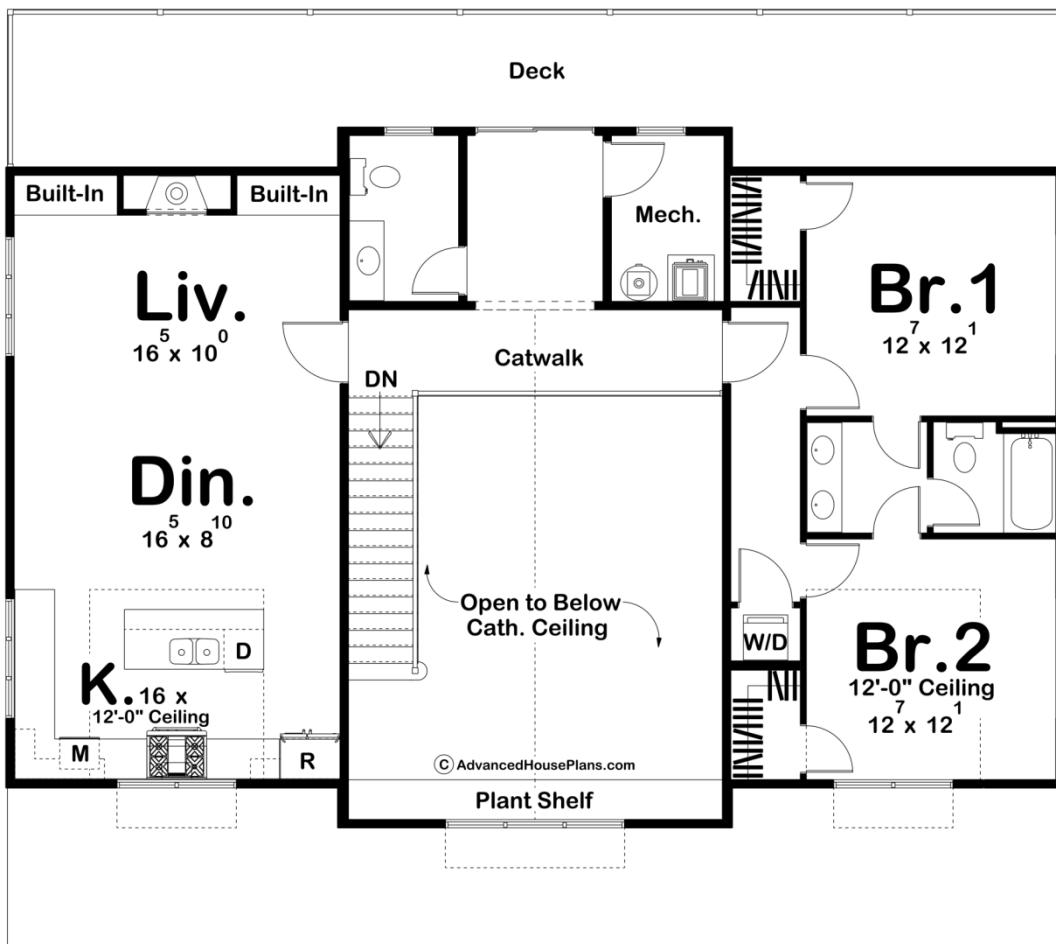 Deck
Built-In
Built-In
Mech.
Liv.
16⁵ x 10⁰
Br.1
12⁷ x 12¹
Catwalk
DN
Din.
16⁵ x 8¹⁰
Open to Below
Cath. Ceiling
D
W/D
K. 16 x
12'-0" Ceiling
Br.2
12'-0" Ceiling
12⁷ x 12¹
M
R
© AdvancedHousePlans.com
Plant Shelf